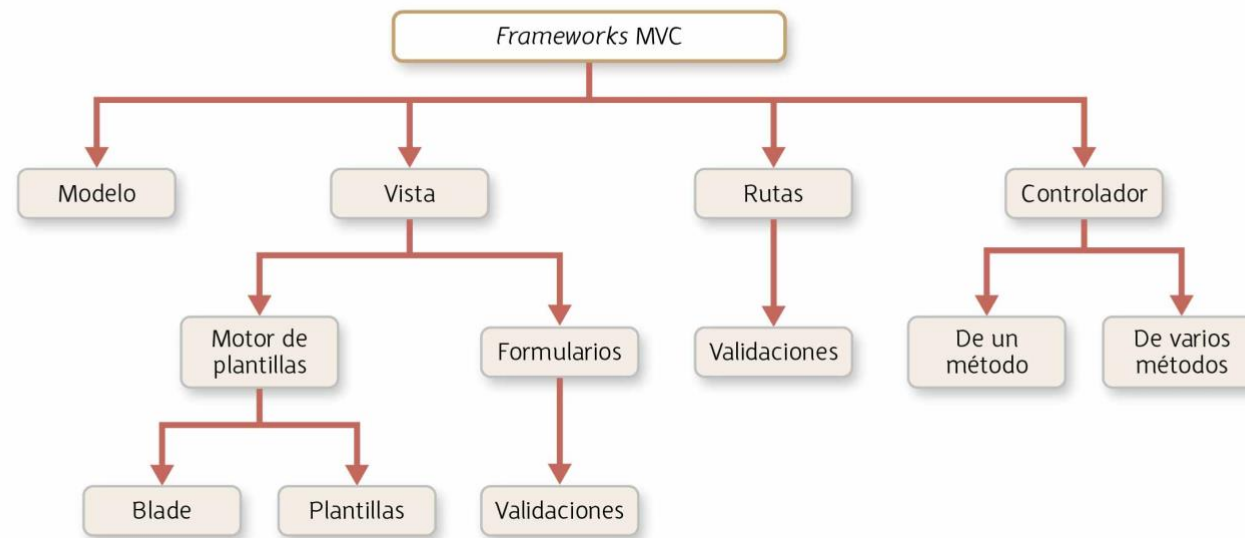 Frameworks MVC
Modelo
Vista
Rutas
Controlador
Motor de
plantillas
Formularios
Validaciones
De un
método
De varios
métodos
Blade
Plantillas
Validaciones